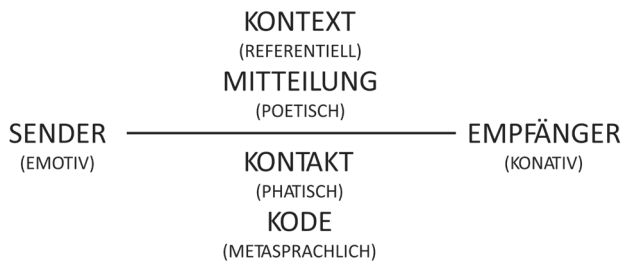 KONTEXT
(REFERENTIELL)
MITTEILUNG
(POETISCH)
SENDER
(EMOTIV)
EMPFÄNGER
(KONATIV)
KONTAKT
(PHATISCH)
KODE
(METASPRACHLICH)